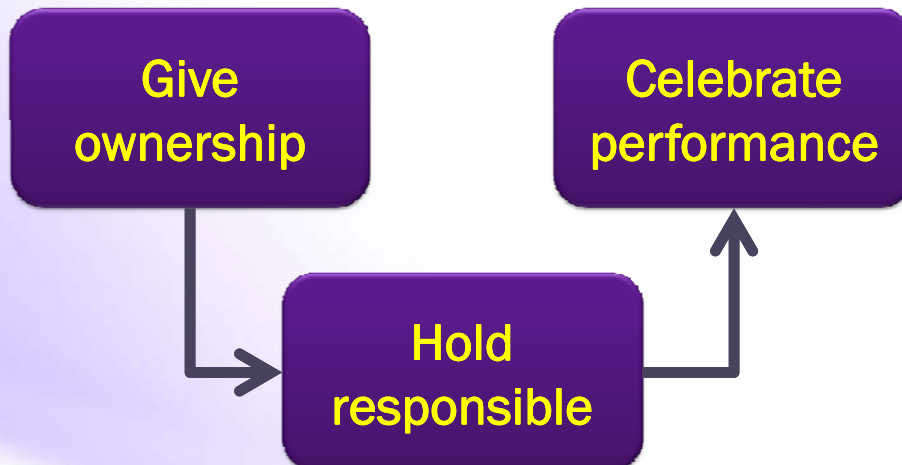 Give
ownership
Celebrate
performance
Hold
responsible